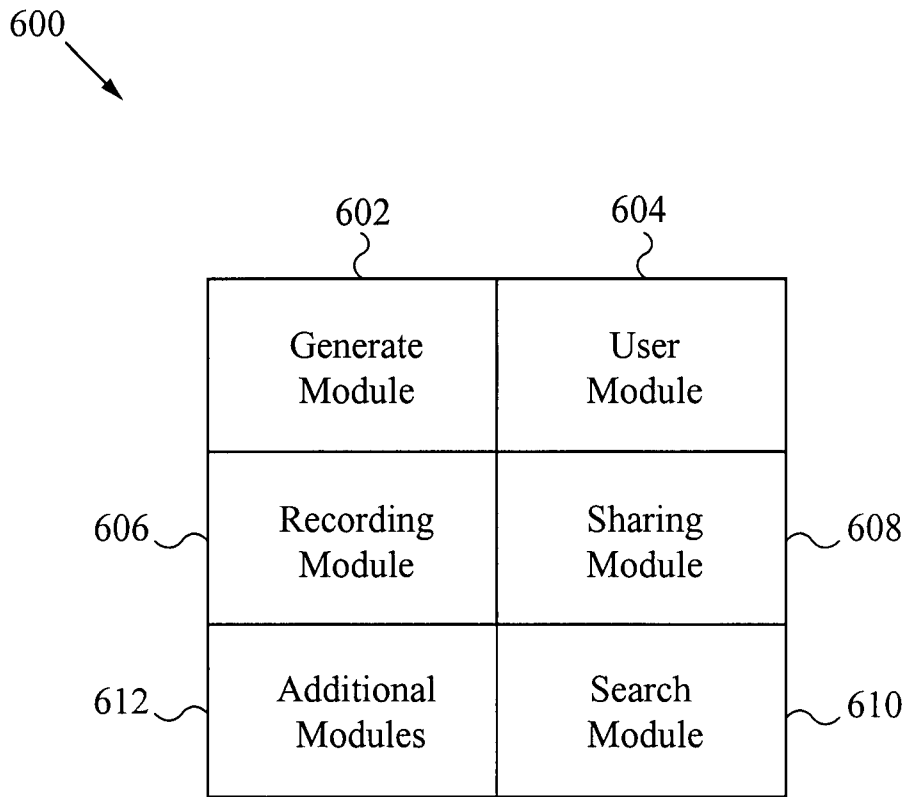 600
602
604
Generate
Module
User
Module
606
Recording
Module
Sharing
Module
608
612
Additional
Modules
Search
Module
610